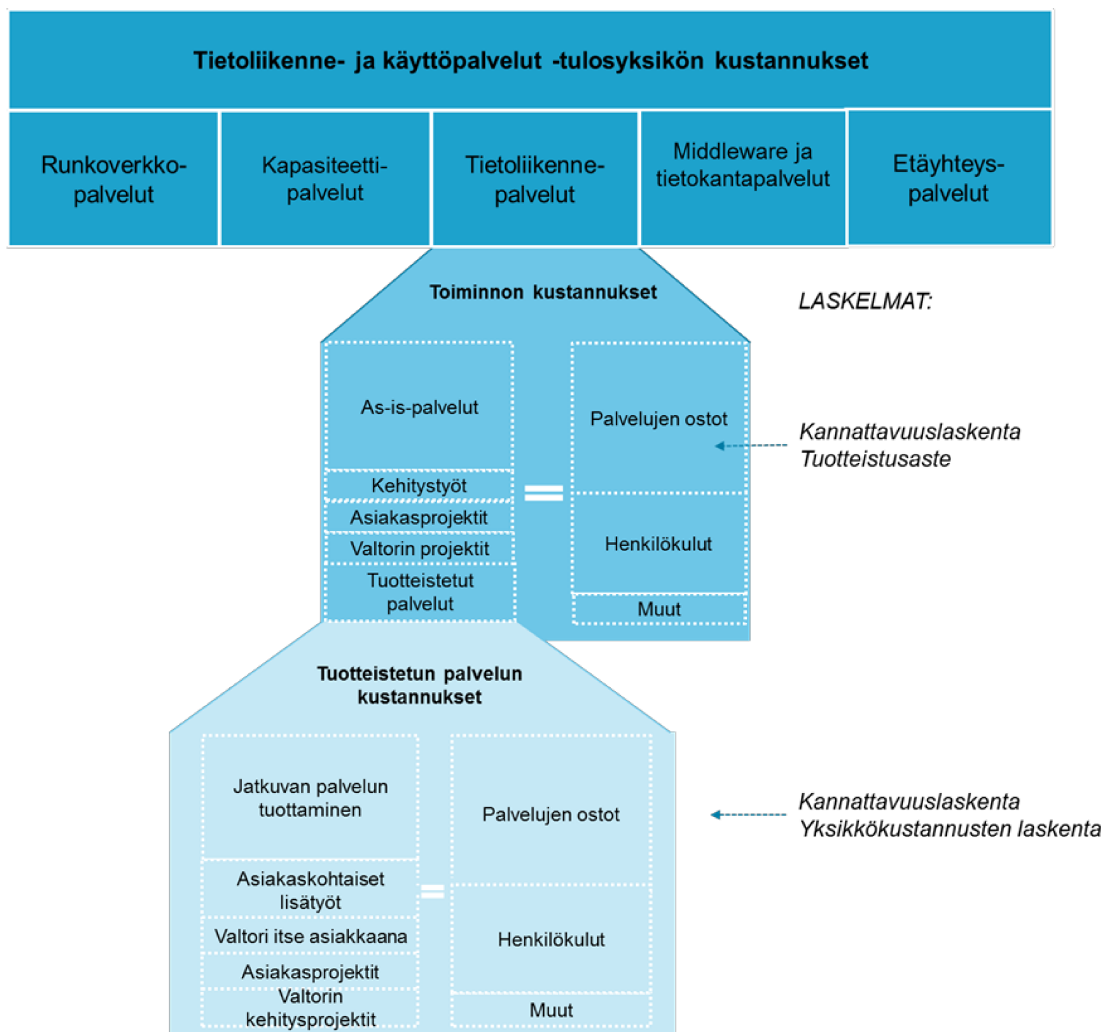 Tietoliikenne- ja käyttöpalvelut -tulosyksikön kustannukset
Runkoverkko-
palvelut
Kapasiteetti-
palvelut
Tietoliikenne-
palvelut
Middleware ja
tietokantapalvelut
Etäyhteys-
palvelut
Toiminnon kustannukset
LASKELMAT:
As-is-palvelut
Kehitystyöt
Asiakasprojektit
Valtorin projektit
Tuotteistetut
palvelut
=
Palvelujen ostot
Henkilökulut
Muut
Kannattavuuslaskenta
Tuotteistusaste
Tuotteistetun palvelun
kustannukset
Jatkuvan palvelun
tuottaminen
Asiakaskohtaiset
lisätyöt
Valtori itse asiakkaana
Asiakasprojektit
Valtorin
kehitysprojektit
=
Palvelujen ostot
Henkilökulut
Muut
Kannattavuuslaskenta
Yksikkökustannusten laskenta